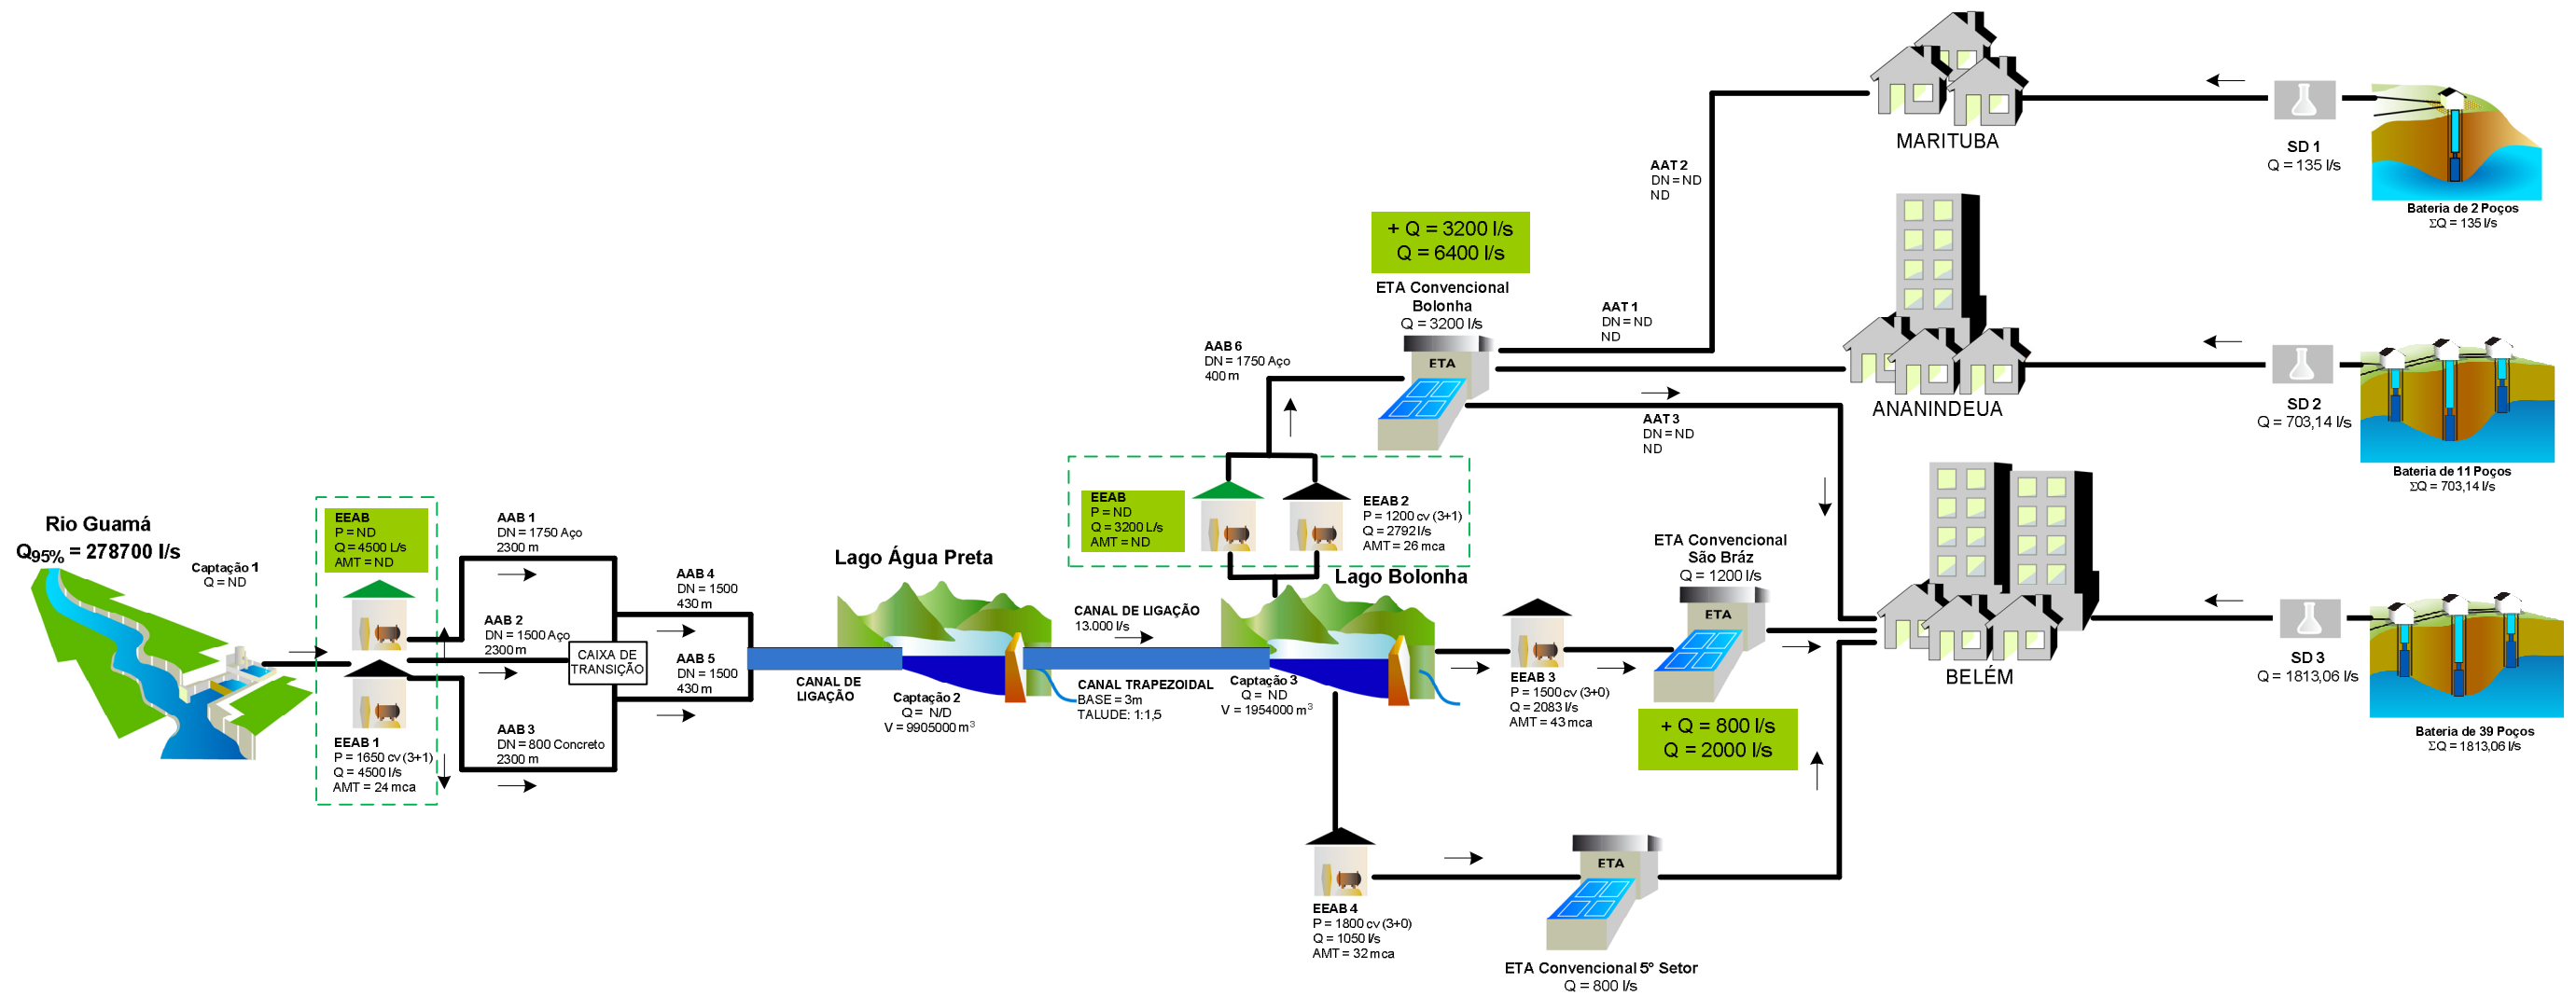 Rio Guamá
Q95% = 278700 l/s
Captação 1
Q = ND
EEAB
P = ND
Q = 4500 L/s
AMT = ND
EEAB 1
P = 1650 cv (3+1)
Q = 4500 l/s
AMT = 24 mca
AAB 1
DN = 1750 Aço
2300 m
AAB 2
DN = 1500 Aço
2300 m
AAB 3
DN = 800 Concreto
2300 m
CAIXA DE
TRANSIÇÃO
AAB 4
DN = 1500
430 m
AAB 5
DN = 1500
430 m
CANAL DE
LIGAÇÃO
Lago Água Preta
Captação 2
Q = N/D
V = 9905000 m³
CANAL DE LIGAÇÃO
13.000 l/s
CANAL TRAPEZOIDAL
BASE = 3m
TALUDE: 1:1,5
Lago Bolonha
Captação 3
Q = ND
V = 1954000 m³
EEAB
P = ND
Q = 3200 L/s
AMT = ND
EEAB 2
P = 1200 cv (3+1)
Q = 2792 l/s
AMT = 26 mca
AAB 6
DN = 1750 Aço
400 m
+ Q = 3200 l/s
Q = 6400 l/s
ETA Convencional
Bolonha
Q = 3200 l/s
ETA
AAT 1
DN = ND
ND
AAT 2
DN = ND
ND
AAT 3
DN = ND
ND
EEAB 3
P = 1500 cv (3+0)
Q = 2083 l/s
AMT = 43 mca
ETA Convencional
São Bráz
Q = 1200 l/s
ETA
+ Q = 800 l/s
Q = 2000 l/s
EEAB 4
P = 1800 cv (3+0)
Q = 1050 l/s
AMT = 32 mca
ETA
ETA Convencional 5º Setor
Q = 800 l/s
MARITUBA
SD 1
Q = 135 l/s
Bateria de 2 Poços
ΣQ = 135 l/s
ANANINDEUA
SD 2
Q = 703,14 l/s
Bateria de 11 Poços
ΣQ = 703,14 l/s
BELÉM
SD 3
Q = 1813,06 l/s
Bateria de 39 Poços
ΣQ = 1813,06 l/s